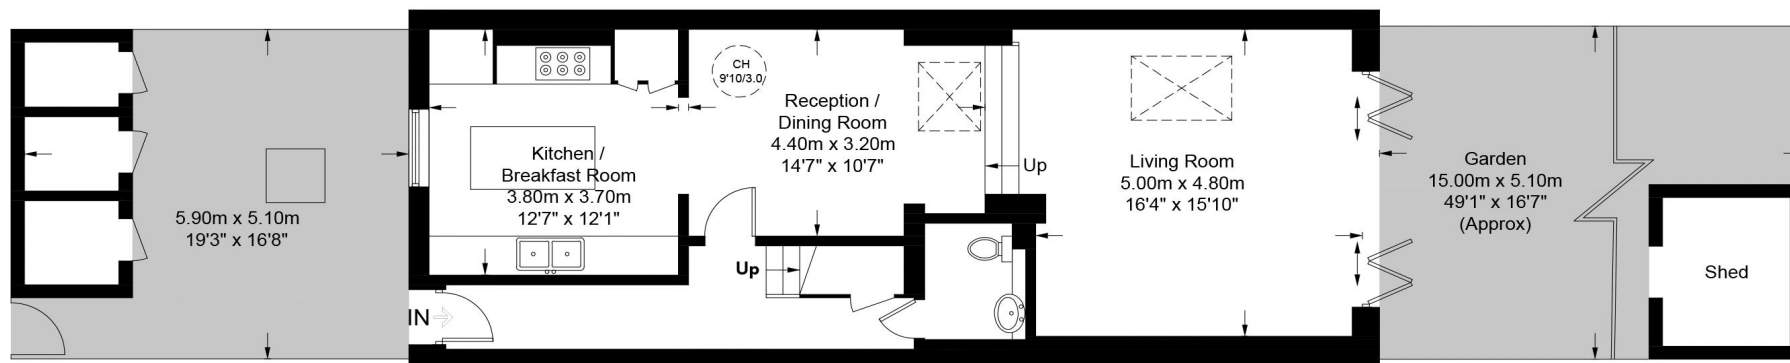 5.90m x 5.10m
19'3" x 16'8"
IN
Kitchen /
Breakfast Room
3.80m x 3.70m
12'7" x 12'1"
CH
9'10/3.0
Reception /
Dining Room
4.40m x 3.20m
14'7" x 10'7"
Up
Up
Living Room
5.00m x 4.80m
16'4" x 15'10"
Garden
15.00m x 5.10m
49'1" x 16'7"
(Approx)
Shed